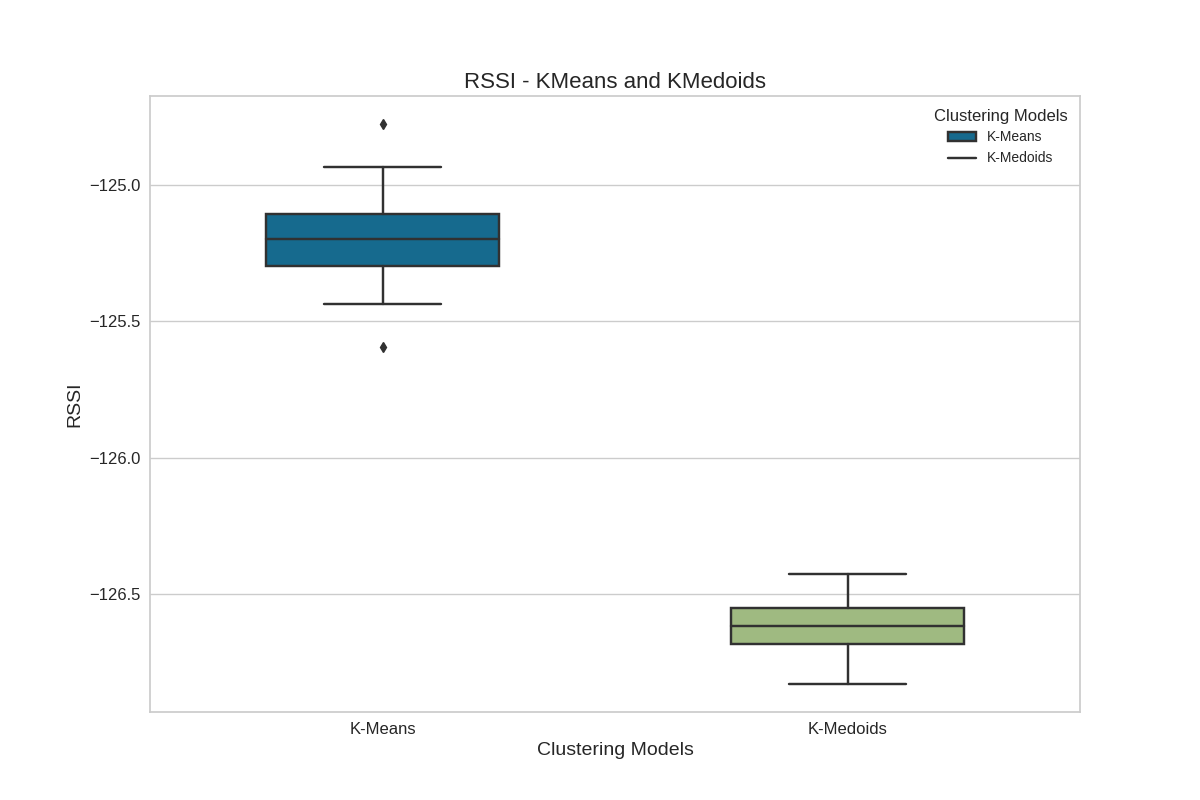 RSSI - KMeans and KMedoids
Clustering Models
K-Means
K-Medoids
−125.0
−125.5
−126.0
−126.5
RSSI
K-Means
K-Medoids
Clustering Models